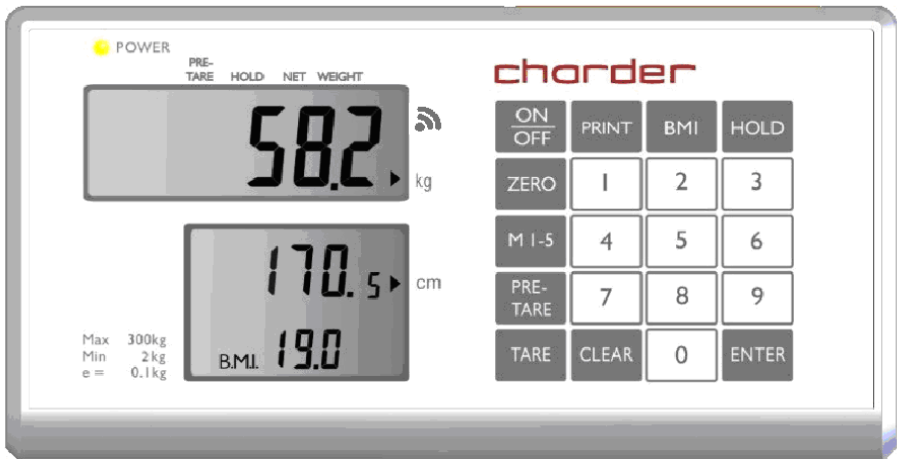 POWER
PRE-
TARE HOLD NET WEIGHT
58.2 kg
170.5 cm
B.M.I. 19.0
Max 300kg
Min 2kg
e = 0.1kg
charder
ON
OFF PRINT BMI HOLD
ZERO 1 2 3
M 1-5 4 5 6
PRE-
TARE 7 8 9
TARE CLEAR 0 ENTER